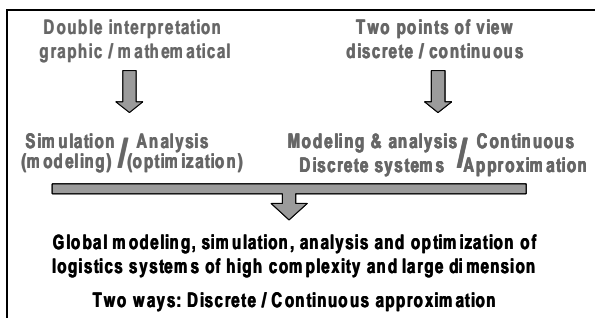 Double interpretation
graphic / mathematical
Two points of view
discrete / continuous
Simulation / Analysis
(modeling) (optimization)
Modeling & analysis / Continuous
Discrete systems Approximation
Global modeling, simulation, analysis and optimization of
logistics systems of high complexity and large dimension
Two ways: Discrete / Continuous approximation